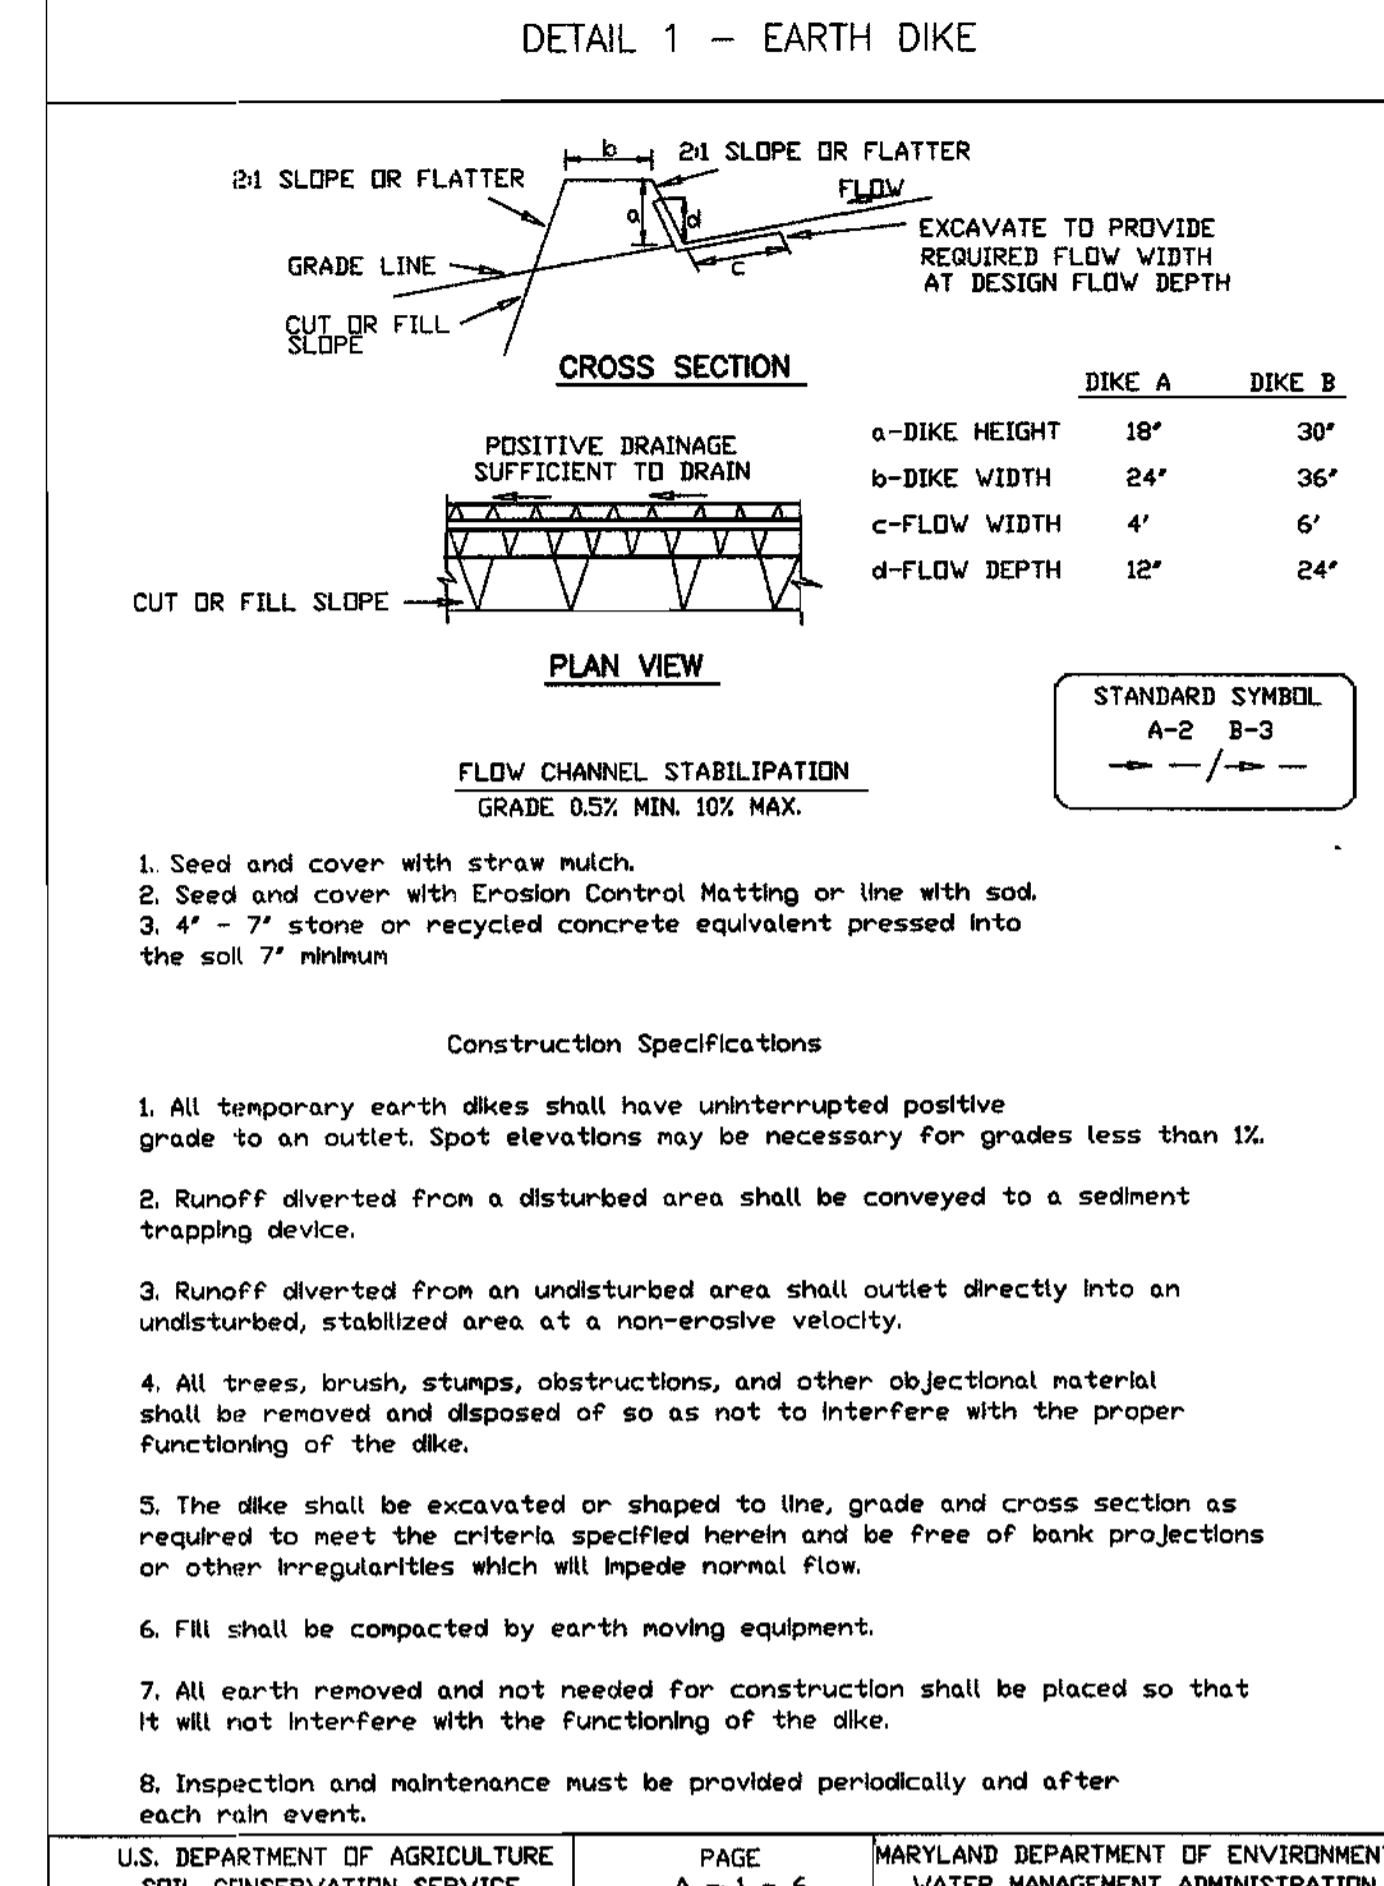 DETAIL 1 - EARTH DIKE
b
2:1 SLOPE OR FLATTER
2:1 SLOPE OR FLATTER
FLOW
a
d
EXCAVATE TO PROVIDE
REQUIRED FLOW WIDTH
AT DESIGN FLOW DEPTH
GRADE LINE
c
CUT OR FILL
SLOPE
CROSS SECTION
DIKE A DIKE B
a-DIKE HEIGHT 18" 30"
b-DIKE WIDTH 24" 36"
c-FLOW WIDTH 4' 6'
d-FLOW DEPTH 12" 24"
POSITIVE DRAINAGE
SUFFICIENT TO DRAIN
CUT OR FILL SLOPE
PLAN VIEW
STANDARD SYMBOL
A-2 B-3
FLOW CHANNEL STABILIPATION
GRADE 0.5% MIN. 10% MAX.
1. Seed and cover with straw mulch.
2. Seed and cover with Erosion Control Matting or line with sod.
3. 4" - 7" stone or recycled concrete equivalent pressed into
the soil 7" minimum
Construction Specifications
1. All temporary earth dikes shall have uninterrupted positive
grade to an outlet. Spot elevations may be necessary for grades less than 1%.
2. Runoff diverted from a disturbed area shall be conveyed to a sediment
trapping device.
3. Runoff diverted from an undisturbed area shall outlet directly into an
undisturbed, stabilized area at a non-erosive velocity.
4. All trees, brush, stumps, obstructions, and other objectional material
shall be removed and disposed of so as not to interfere with the proper
functioning of the dike.
5. The dike shall be excavated or shaped to line, grade and cross section as
required to meet the criteria specified herein and be free of bank projections
or other irregularities which will impede normal flow.
6. Fill shall be compacted by earth moving equipment.
7. All earth removed and not needed for construction shall be placed so that
it will not interfere with the functioning of the dike.
8. Inspection and maintenance must be provided periodically and after
each rain event.
U.S. DEPARTMENT OF AGRICULTURE
SOIL CONSERVATION SERVICE
PAGE
A - 1 - 6
MARYLAND DEPARTMENT OF ENVIRONMENT
WATER MANAGEMENT ADMINISTRATION